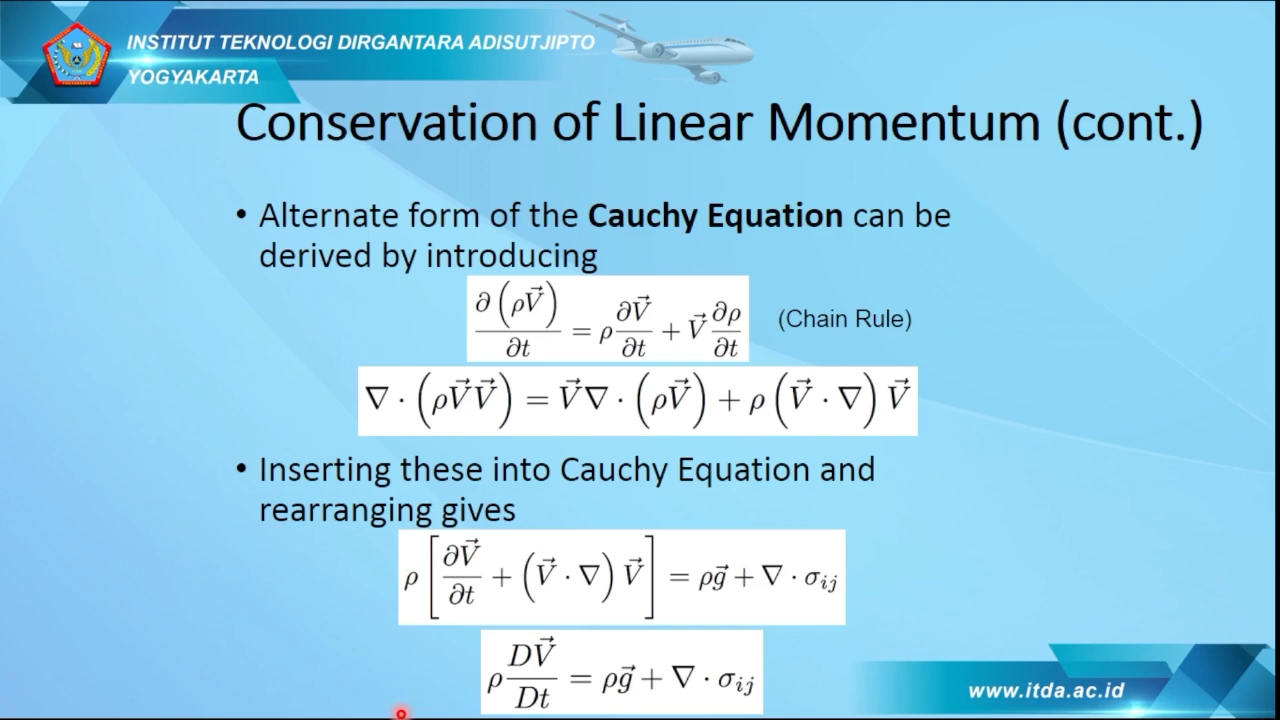 INSTITUT TEKNOLOGI DIRGANTARA ADISUTJIPTO
YOGYAKARTA
Conservation of Linear Momentum (cont.)
• Alternate form of the Cauchy Equation can be
derived by introducing
∂(ρV⃗)/∂t = ρ ∂V⃗/∂t + V⃗ ∂ρ/∂t (Chain Rule)
∇ · (ρV⃗V⃗) = V⃗∇ · (ρV⃗) + ρ (V⃗ · ∇) V⃗
• Inserting these into Cauchy Equation and
rearranging gives
ρ [∂V⃗/∂t + (V⃗ · ∇) V⃗] = ρg⃗ + ∇ · σᵢⱼ
ρ DV⃗/Dt = ρg⃗ + ∇ · σᵢⱼ
www.itda.ac.id